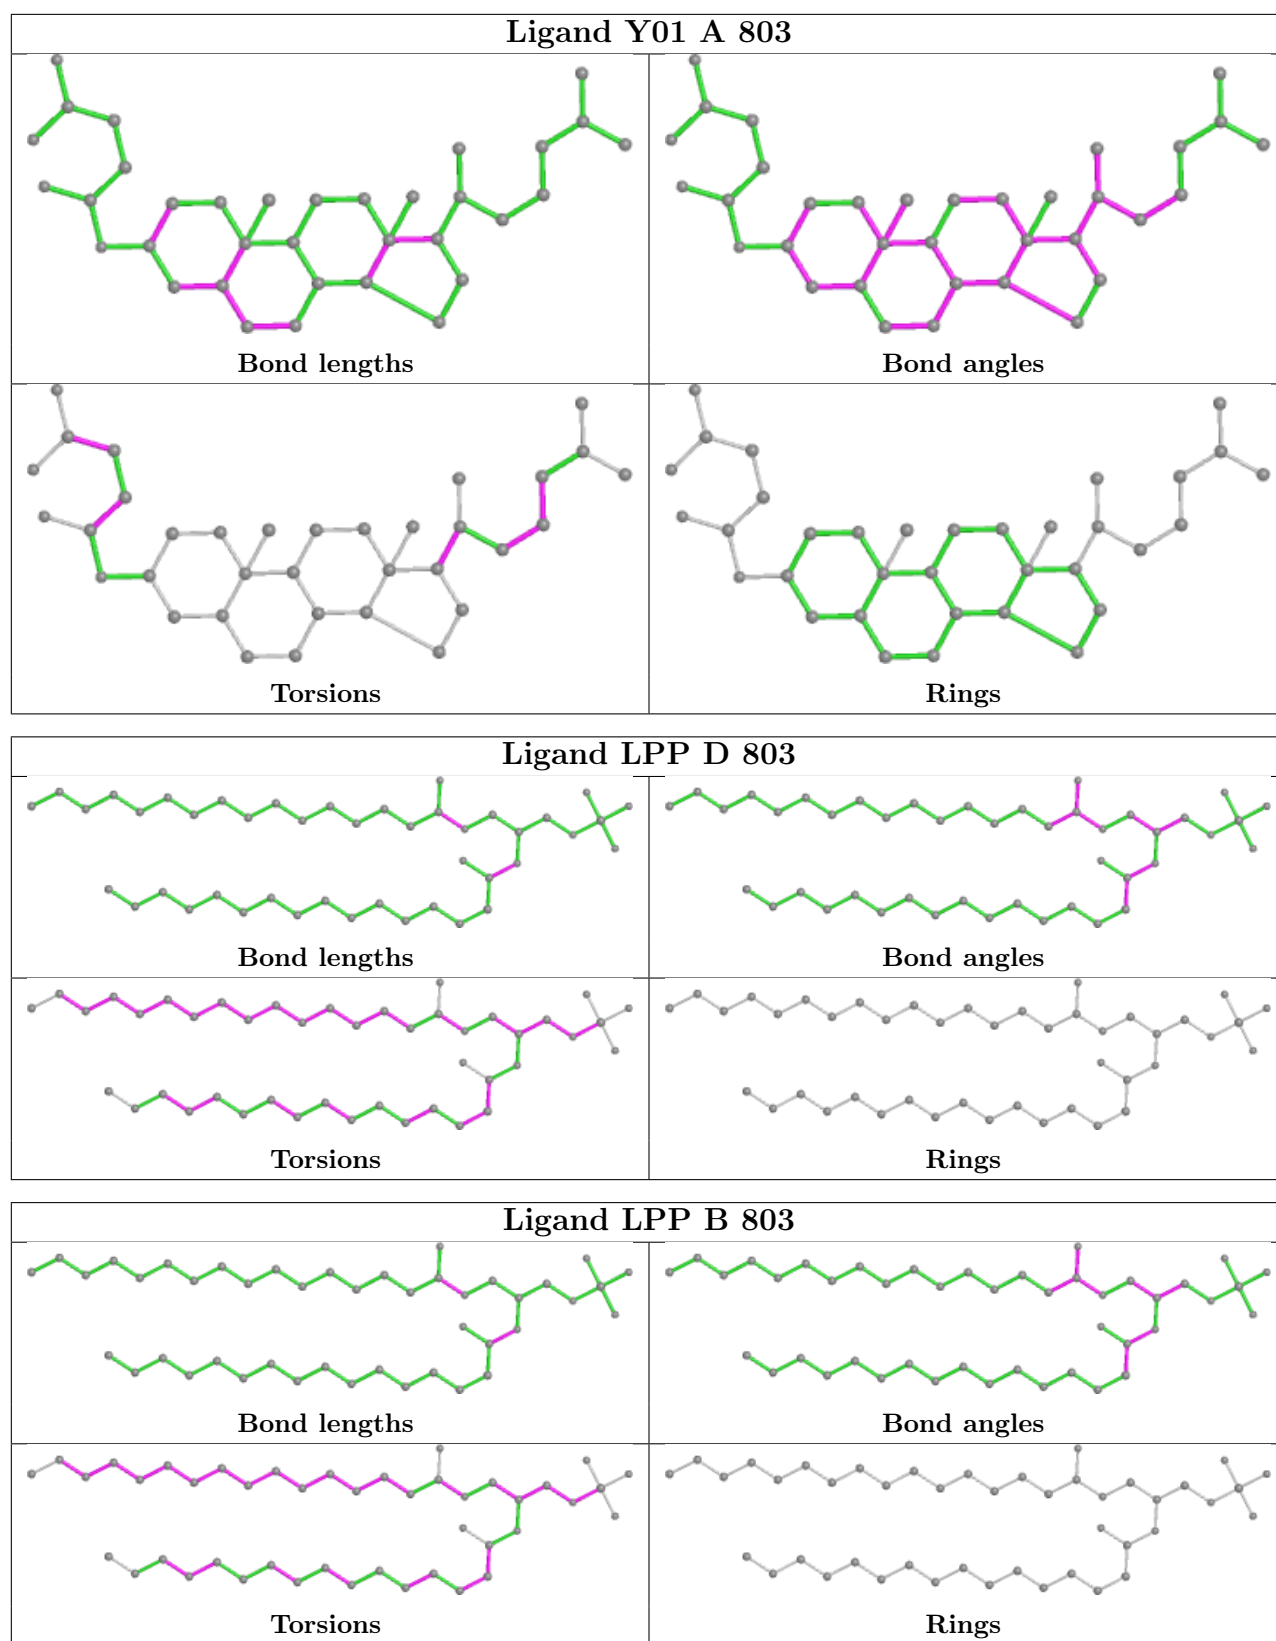 Ligand Y01 A 803
Bond lengths
Bond angles
Torsions
Rings
Ligand LPP D 803
Bond lengths
Bond angles
Torsions
Rings
Ligand LPP B 803
Bond lengths
Bond angles
Torsions
Rings